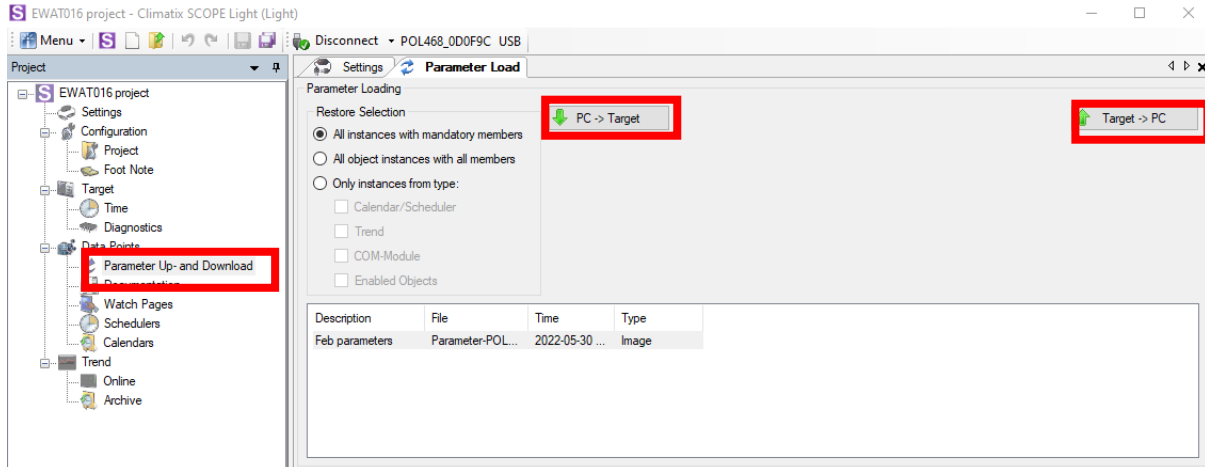 EWAT016 project - Climatix SCOPE Light (Light)
Menu Disconnect POL468_0D0F9C USB
Project
EWAT016 project
Settings
Configuration
Project
Foot Note
Target
Time
Diagnostics
Data Points
Parameter Up- and Download
Documentation
Watch Pages
Schedulers
Calendars
Trend
Online
Archive
Settings Parameter Load
Parameter Loading
Restore Selection
All instances with mandatory members
All object instances with all members
Only instances from type:
Calendar/Scheduler
Trend
COM-Module
Enabled Objects
PC -> Target
Target -> PC
Description File Time Type
Feb parameters Parameter-POL... 2022-05-30 ... Image